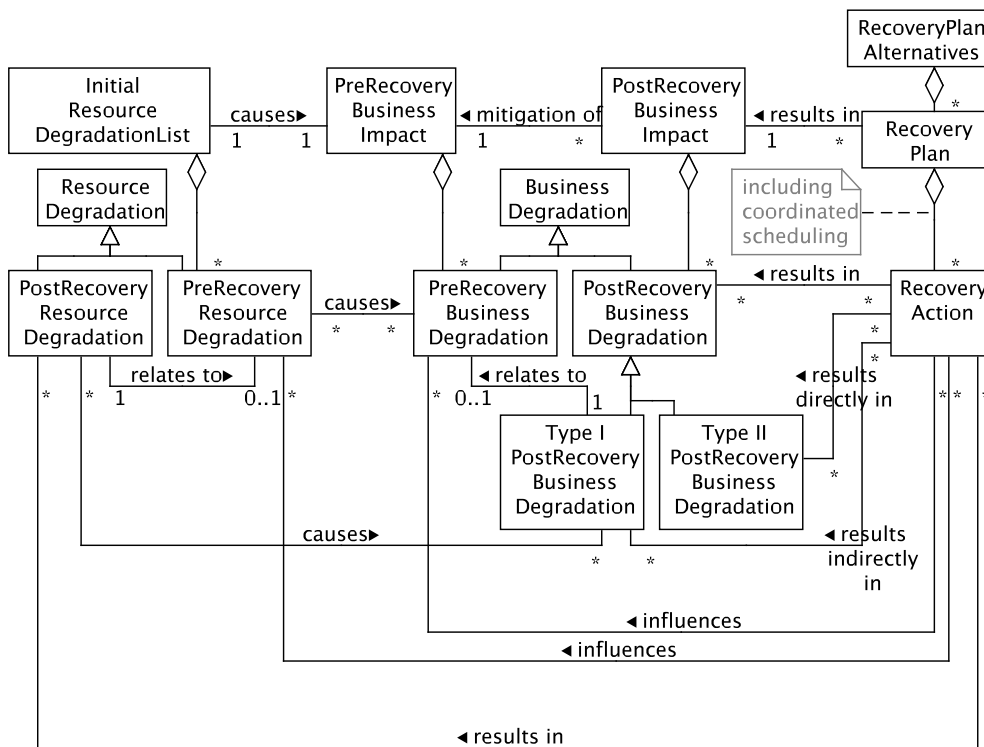 RecoveryPlan
Alternatives
Initial
Resource
DegradationList
causes►
1
1
PreRecovery
Business
Impact
◄ mitigation of
1
*
PostRecovery
Business
Impact
◄ results in
1
*
*
Recovery
Plan
Resource
Degradation
Business
Degradation
including
coordinated
scheduling
*
*
*
*
PostRecovery
Resource
Degradation
PreRecovery
Resource
Degradation
causes►
*
*
PreRecovery
Business
Degradation
PostRecovery
Business
Degradation
◄ results in
*
*
*
*
Recovery
Action
relates to►
1
0..1
*
*
*
◄ relates to
0..1
1
*
◄ results
directly in
*
*
*
*
Type I
PostRecovery
Business
Degradation
Type II
PostRecovery
Business
Degradation
causes►
*
*
◄ results
indirectly
in
◄ influences
◄ influences
◄ results in